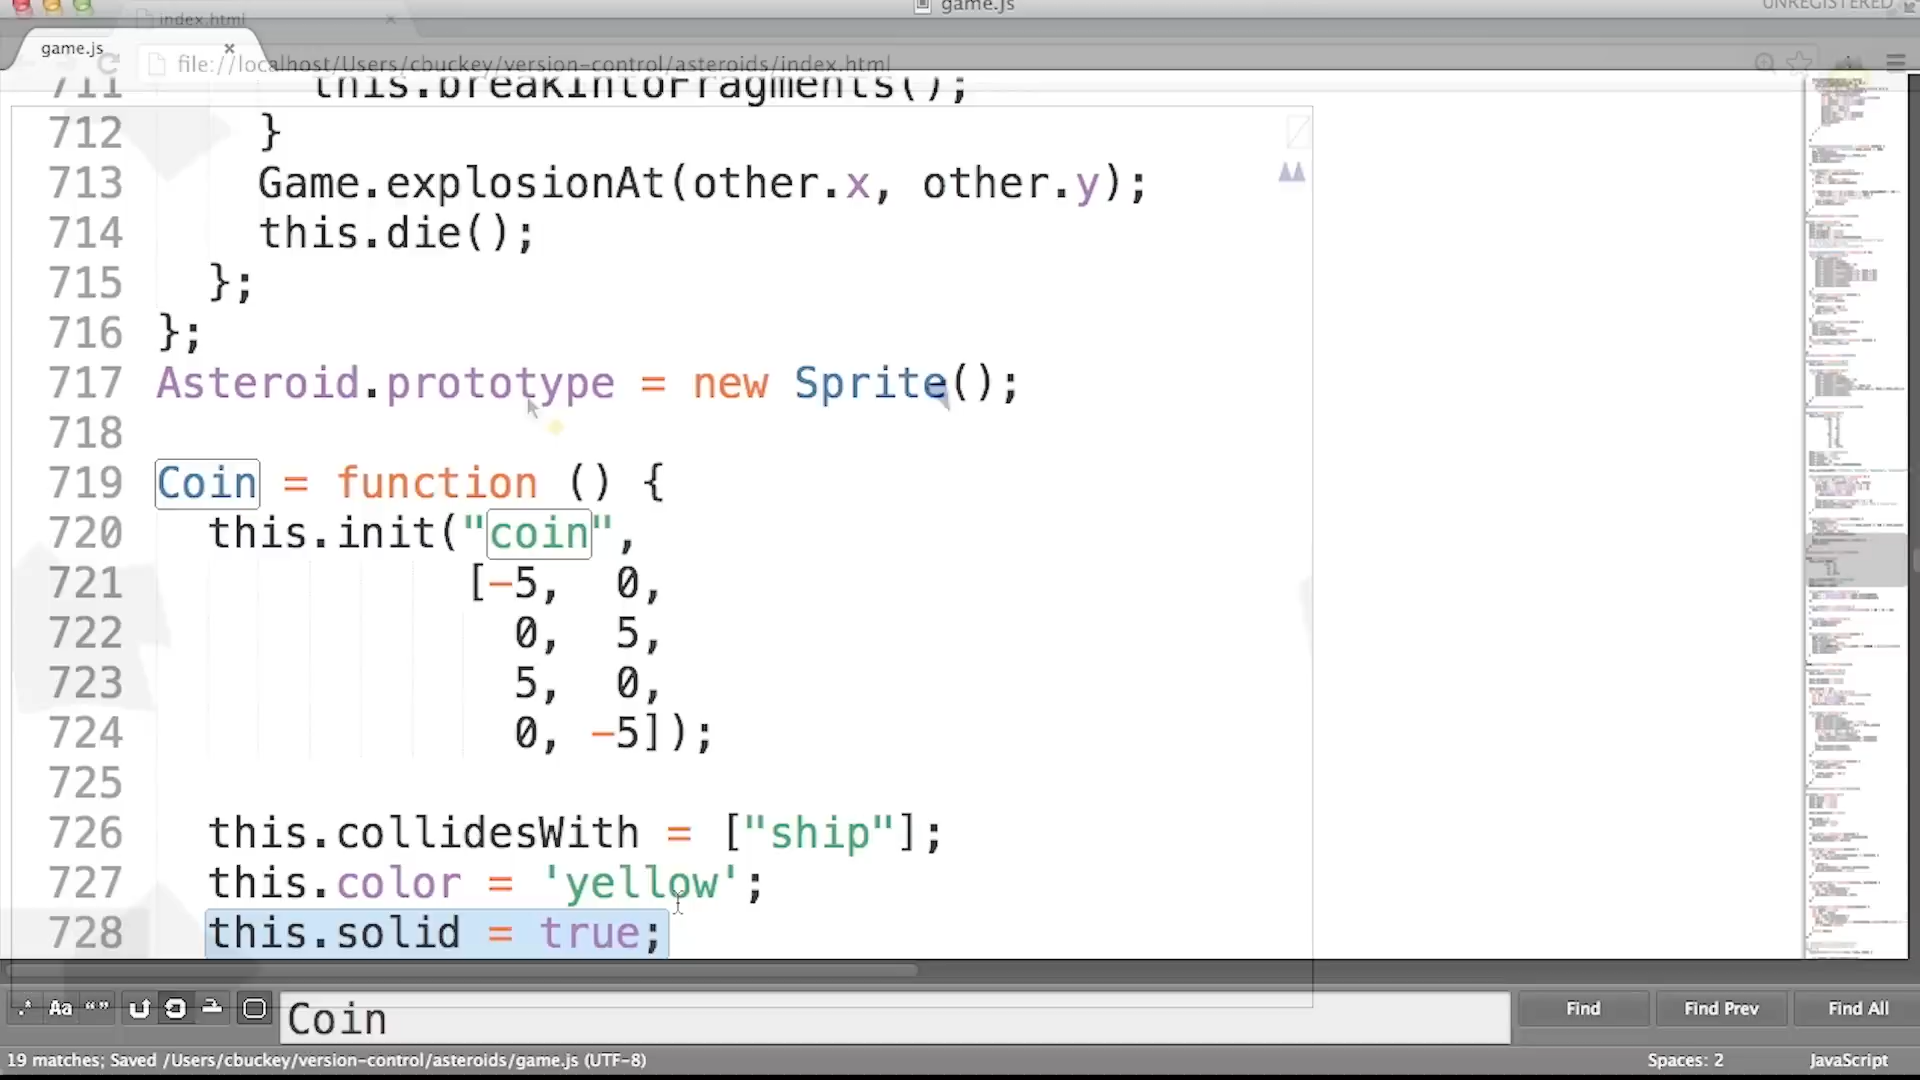 game.js
UNREGISTERED
index.html
game.js
file://localhost/Users/cbuckey/version-control/asteroids/index.html
711 this.breakIntoFragments();
712 }
713 Game.explosionAt(other.x, other.y);
714 this.die();
715 };
716 };
717 Asteroid.prototype = new Sprite();
718
719 Coin = function () {
720 this.init("coin",
721 [-5, 0,
722 0, 5,
723 5, 0,
724 0, -5]);
725
726 this.collidesWith = ["ship"];
727 this.color = 'yellow';
728 this.solid = true;
.* Aa “” Coin Find Find Prev Find All
19 matches; Saved /Users/cbuckey/version-control/asteroids/game.js (UTF-8) Spaces: 2 JavaScript